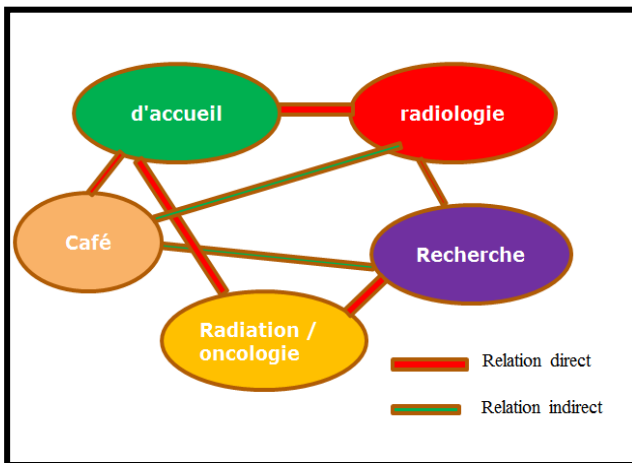 d'accueil
radiologie
Café
Recherche
Radiation /
oncologie
Relation direct
Relation indirect